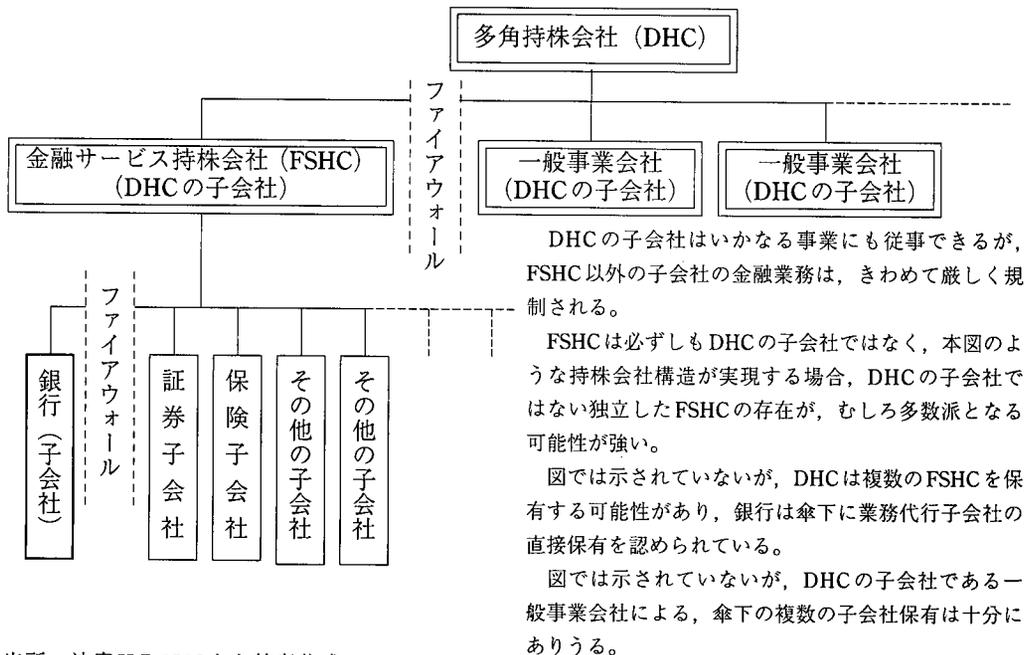 多角持株会社（DHC）
ファイアウォール
金融サービス持株会社（FSHC）
（DHCの子会社）
一般事業会社
（DHCの子会社）
一般事業会社
（DHCの子会社）
ファイアウォール
銀行（子会社）
証券子会社
保険子会社
その他の子会社
その他の子会社
DHCの子会社はいかなる事業にも従事できるが，
FSHC以外の子会社の金融業務は，きわめて厳しく規
制される。
FSHCは必ずしもDHCの子会社ではなく，本図のよ
うな持株会社構造が実現する場合，DHCの子会社で
はない独立したFSHCの存在が，むしろ多数派となる
可能性が強い。
図では示されていないが，DHCは複数のFSHCを保
有する可能性があり，銀行は傘下に業務代行子会社の
直接保有を認められている。
図では示されていないが，DHCの子会社である一
般事業会社による，傘下の複数の子会社保有は十分に
ありうる。